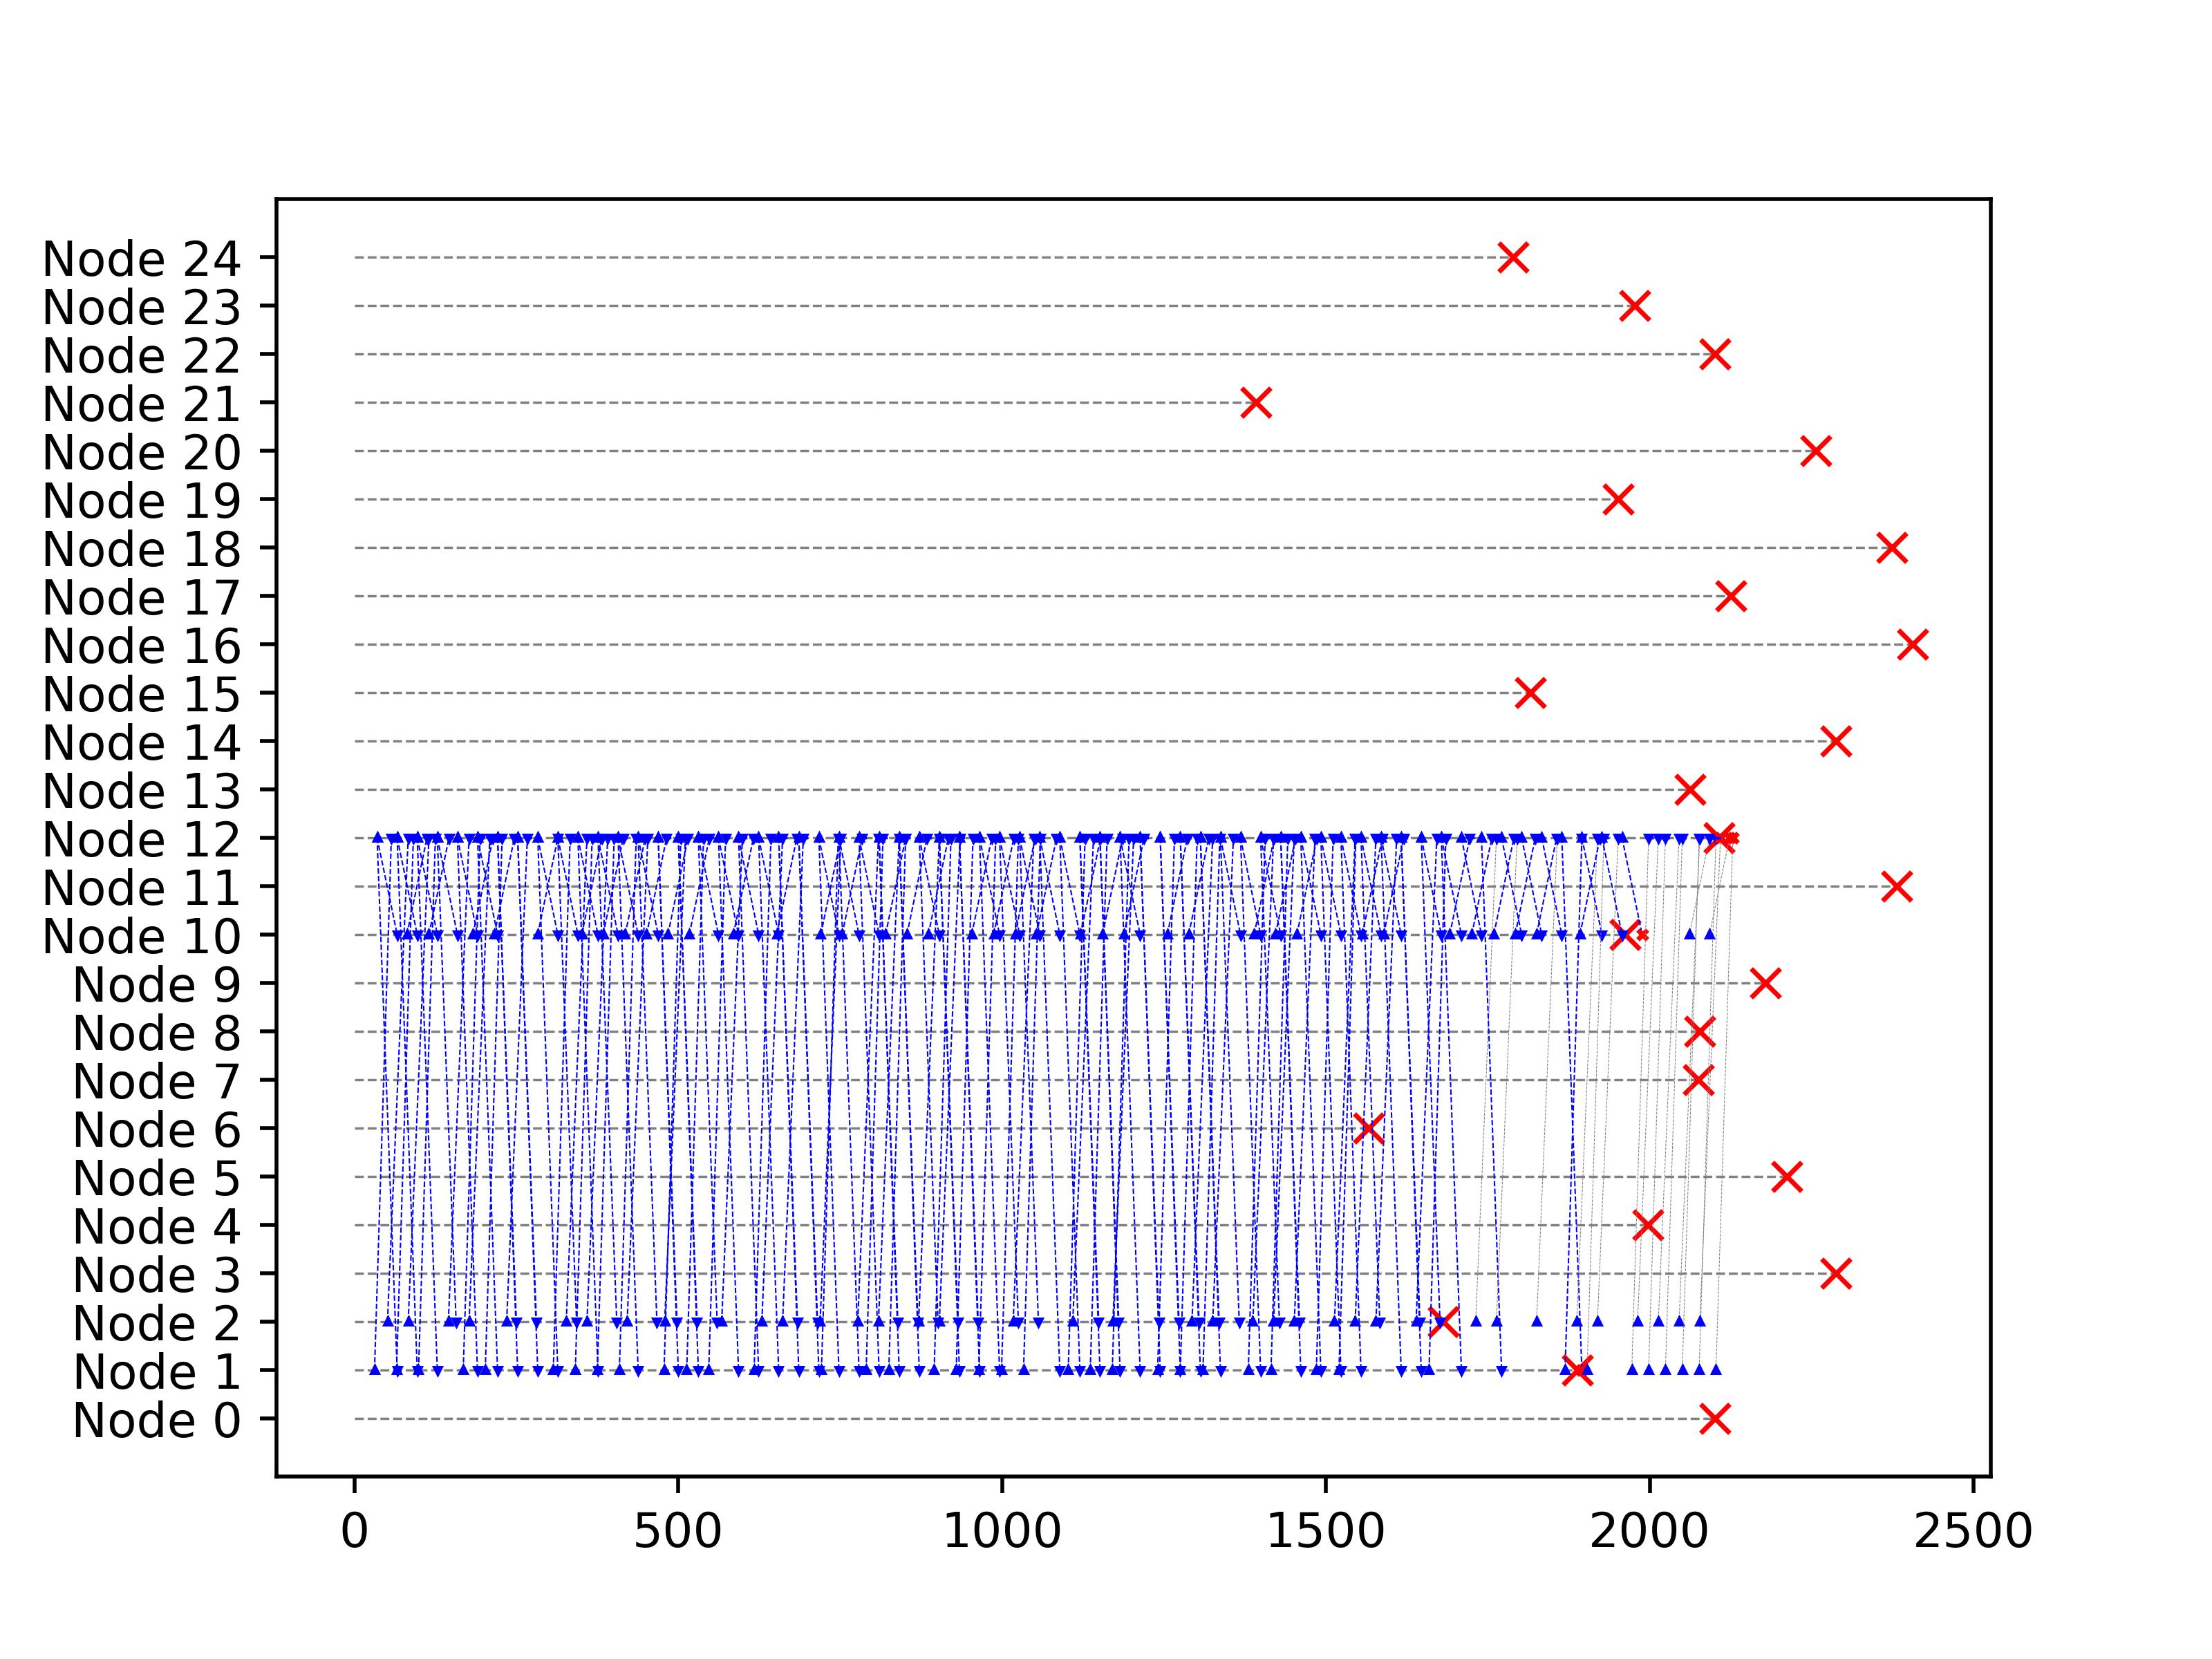 Node 24
Node 23
Node 22
Node 21
Node 20
Node 19
Node 18
Node 17
Node 16
Node 15
Node 14
Node 13
Node 12
Node 11
Node 10
Node 9
Node 8
Node 7
Node 6
Node 5
Node 4
Node 3
Node 2
Node 1
Node 0
0 500 1000 1500 2000 2500